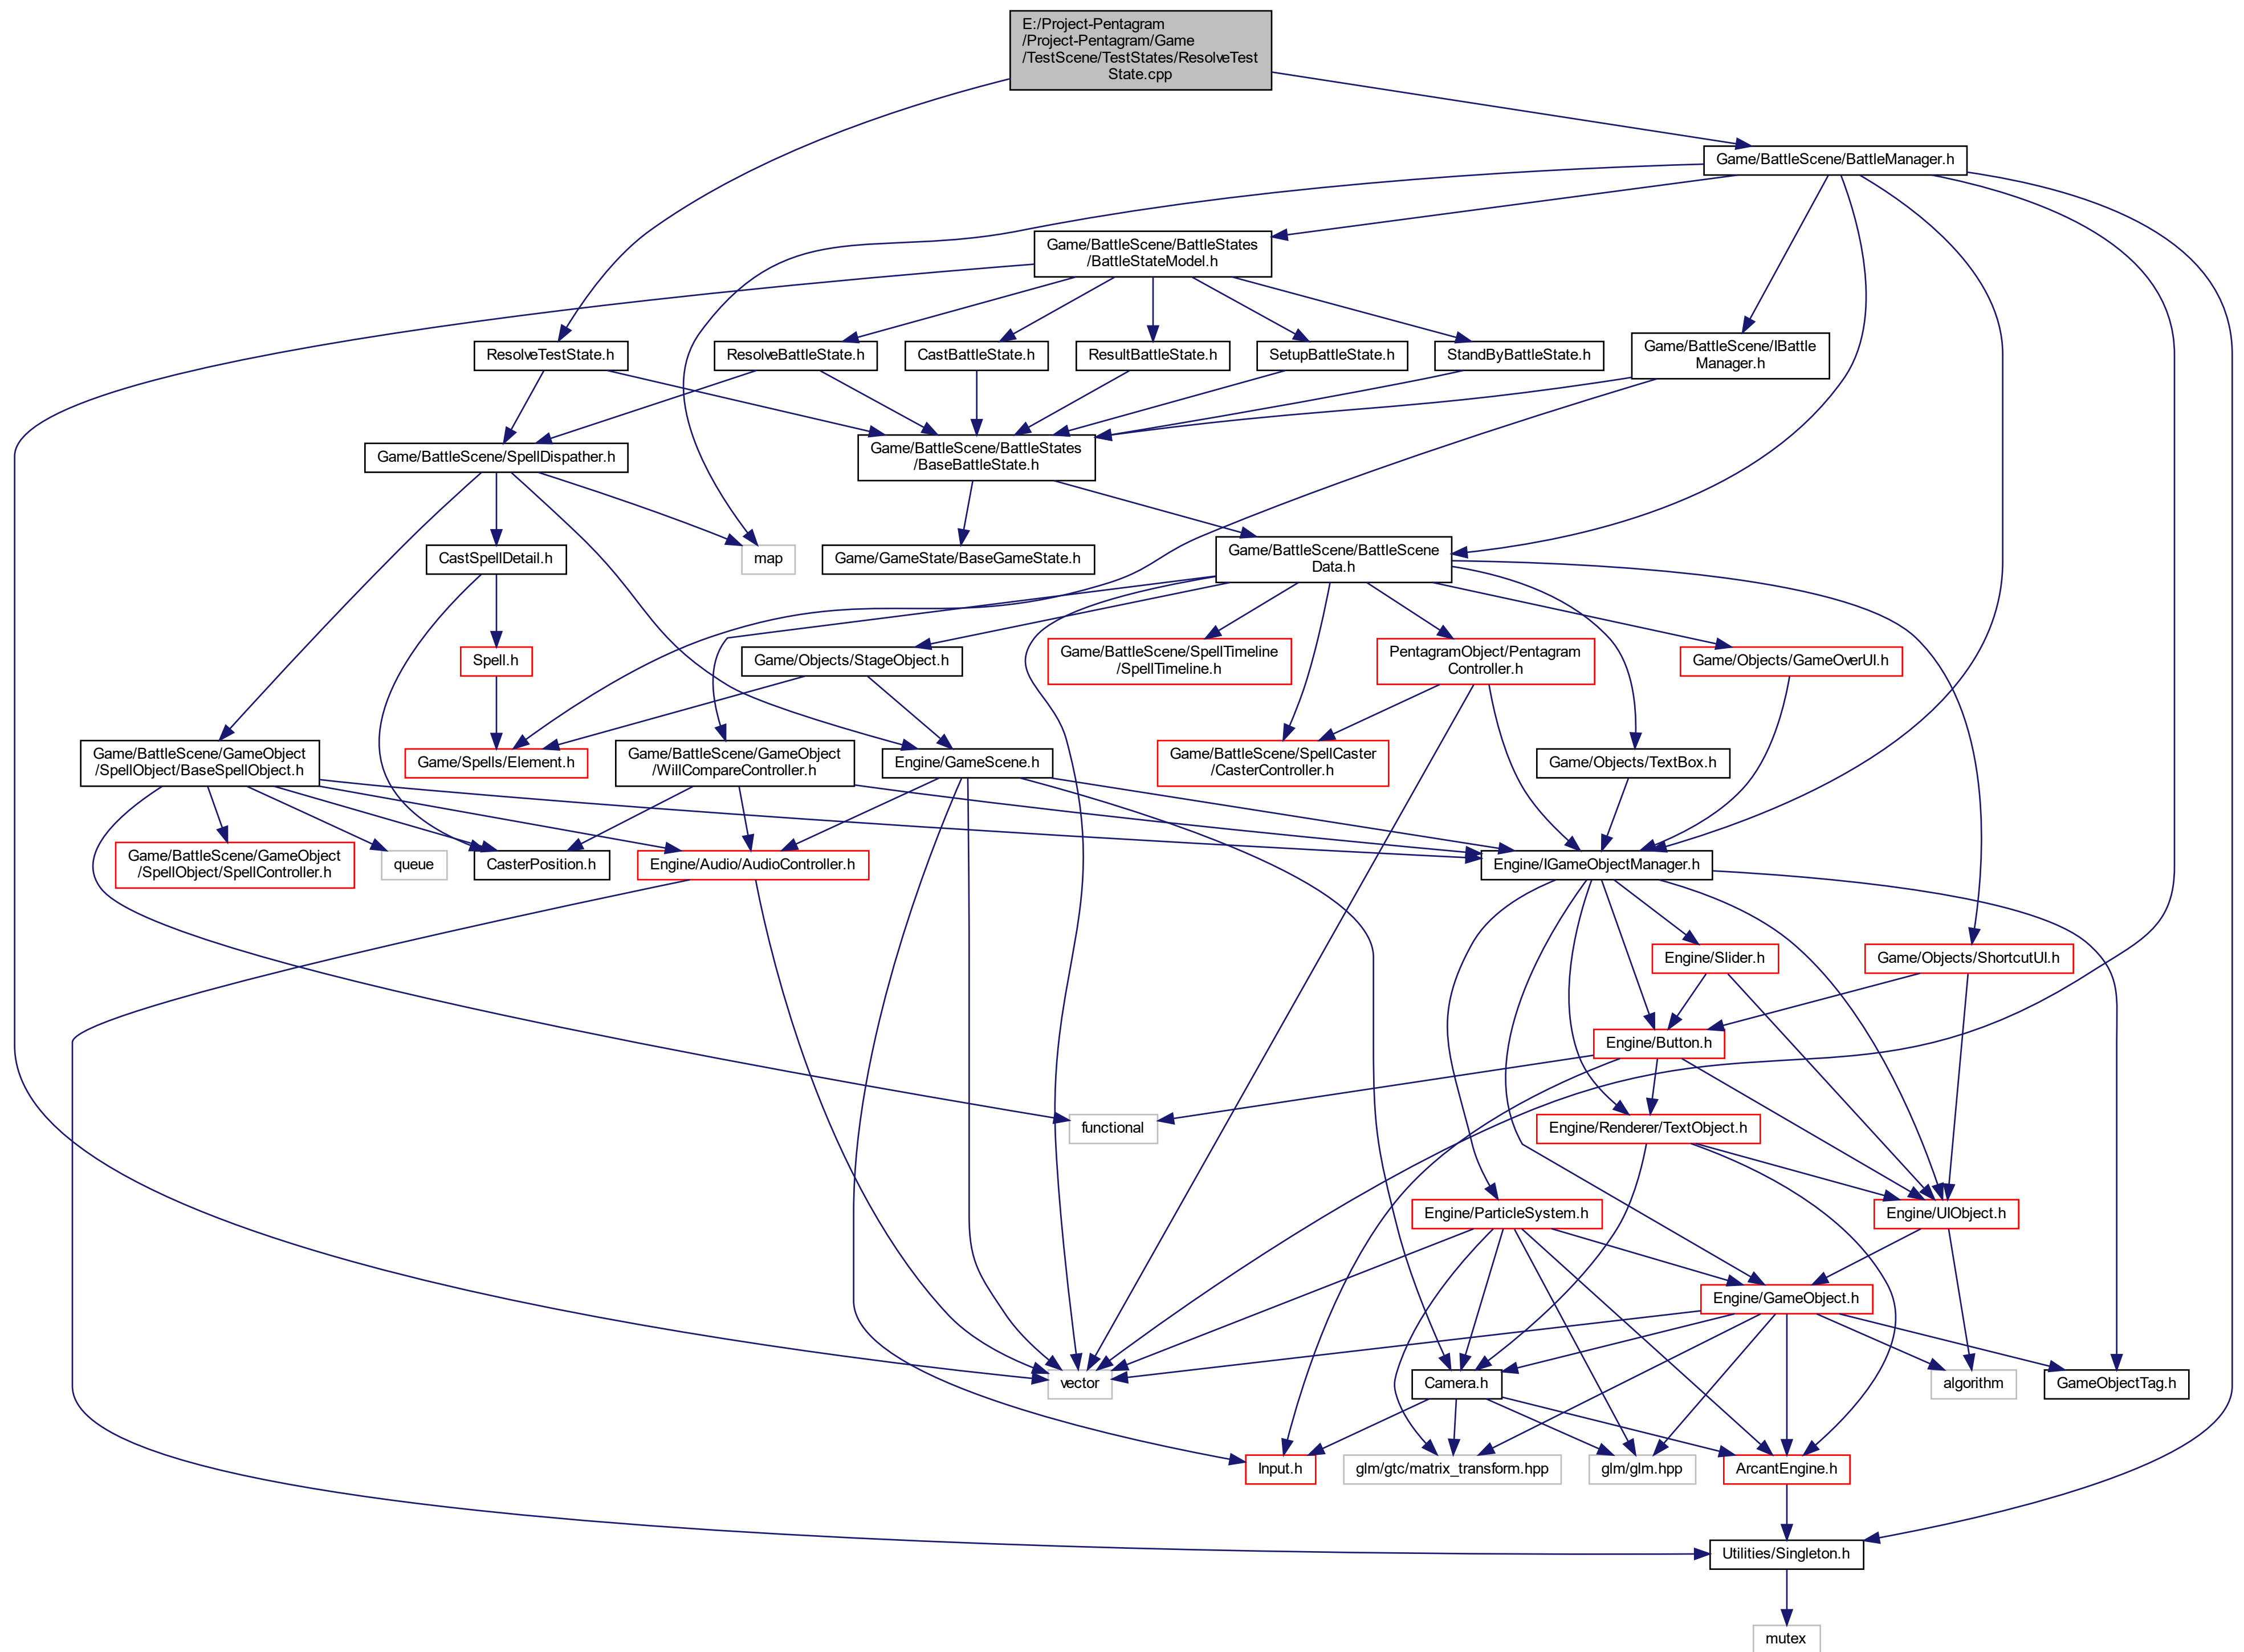 E:/Project-Pentagram
/Project-Pentagram/Game
/TestScene/TestStates/ResolveTest
State.cpp
Game/BattleScene/BattleManager.h
Game/BattleScene/BattleStates
/BattleStateModel.h
ResolveTestState.h
ResolveBattleState.h
CastBattleState.h
ResultBattleState.h
SetupBattleState.h
StandByBattleState.h
Game/BattleScene/IBattle
Manager.h
Game/BattleScene/SpellDispather.h
Game/BattleScene/BattleStates
/BaseBattleState.h
CastSpellDetail.h
map
Game/GameState/BaseGameState.h
Game/BattleScene/BattleScene
Data.h
Spell.h
Game/Objects/StageObject.h
Game/BattleScene/SpellTimeline
/SpellTimeline.h
PentagramObject/Pentagram
Controller.h
Game/Objects/GameOverUI.h
Game/BattleScene/GameObject
/SpellObject/BaseSpellObject.h
Game/Spells/Element.h
Game/BattleScene/GameObject
/WillCompareController.h
Engine/GameScene.h
Game/BattleScene/SpellCaster
/CasterController.h
Game/Objects/TextBox.h
Game/BattleScene/GameObject
/SpellObject/SpellController.h
queue
CasterPosition.h
Engine/Audio/AudioController.h
Engine/IGameObjectManager.h
Engine/Slider.h
Game/Objects/ShortcutUI.h
Engine/Button.h
functional
Engine/Renderer/TextObject.h
Engine/ParticleSystem.h
Engine/UIObject.h
Engine/GameObject.h
vector
Camera.h
algorithm
GameObjectTag.h
Input.h
glm/gtc/matrix_transform.hpp
glm/glm.hpp
ArcantEngine.h
Utilities/Singleton.h
mutex